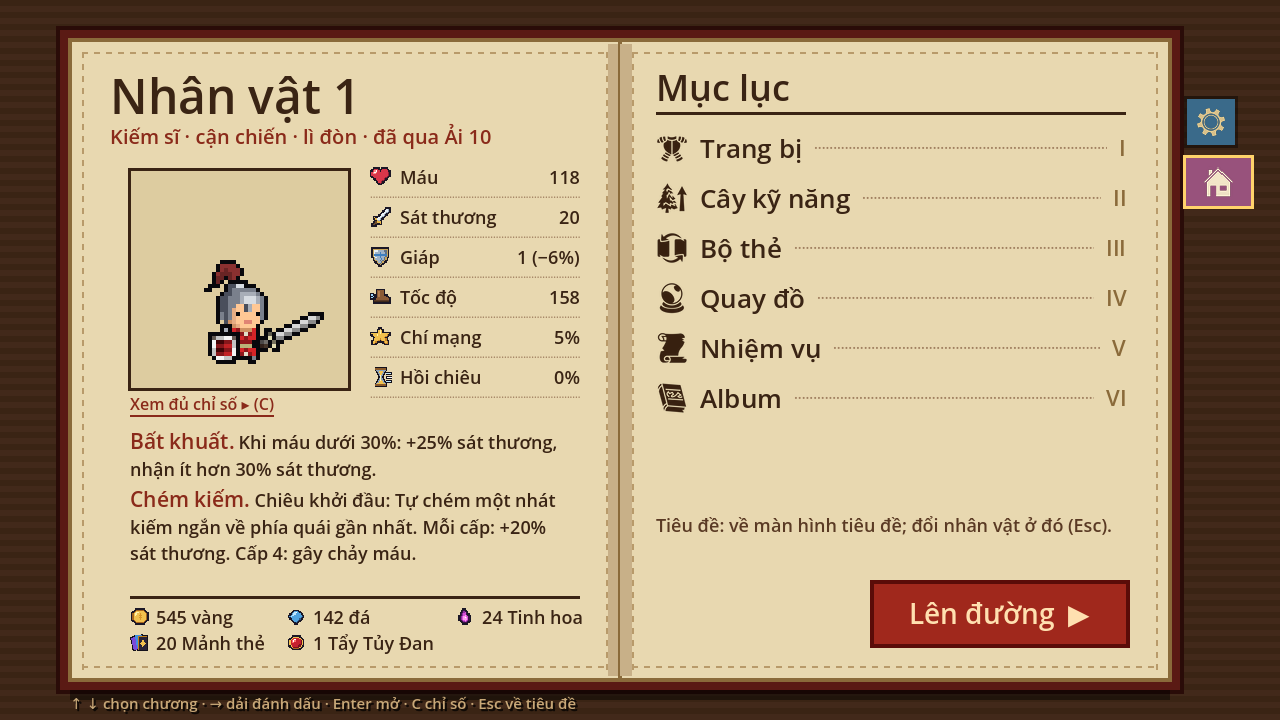 Nhân vật 1
Kiếm sĩ · cận chiến · lì đòn · đã qua Ải 10
Máu 118
Sát thương 20
Giáp 1 (−6%)
Tốc độ 158
Chí mạng 5%
Hồi chiêu 0%
Xem đủ chỉ số ▸ (C)
Bất khuất. Khi máu dưới 30%: +25% sát thương,
nhận ít hơn 30% sát thương.
Chém kiếm. Chiêu khởi đầu: Tự chém một nhát
kiếm ngắn về phía quái gần nhất. Mỗi cấp: +20%
sát thương. Cấp 4: gây chảy máu.
545 vàng 142 đá 24 Tinh hoa
20 Mảnh thẻ 1 Tẩy Tủy Đan
Mục lục
Trang bị I
Cây kỹ năng II
Bộ thẻ III
Quay đồ IV
Nhiệm vụ V
Album VI
Tiêu đề: về màn hình tiêu đề; đổi nhân vật ở đó (Esc).
Lên đường ▶
↑ ↓ chọn chương · → dải đánh dấu · Enter mở · C chỉ số · Esc về tiêu đề